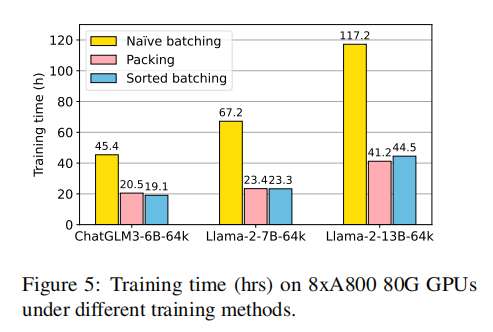 117.2
120
Naïve batching
Packing
Sorted batching
100
80
67.2
60
45.4
41.2 44.5
40
23.4 23.3
20.5 19.1
20
0
Training time (h)
ChatGLM3-6B-64k Llama-2-7B-64k Llama-2-13B-64k
Figure 5: Training time (hrs) on 8xA800 80G GPUs
under different training methods.